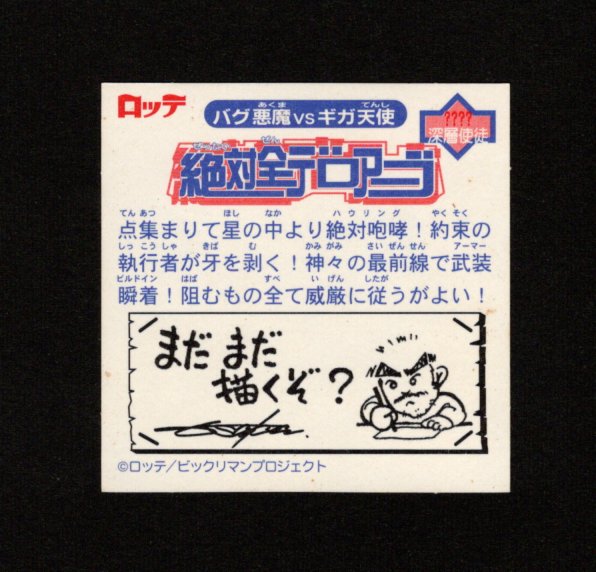 ロッテ
バグ悪魔VSギガ天使
????
深層使徒
絶対全デロアーゴ
点集まりて星の中より絶対咆哮！約束の
執行者が牙を剥く！神々の最前線で武装
瞬着！阻むもの全て威厳に従うがよい！
まだまだ
描くぞ？
©ロッテ/ビックリマンプロジェクト